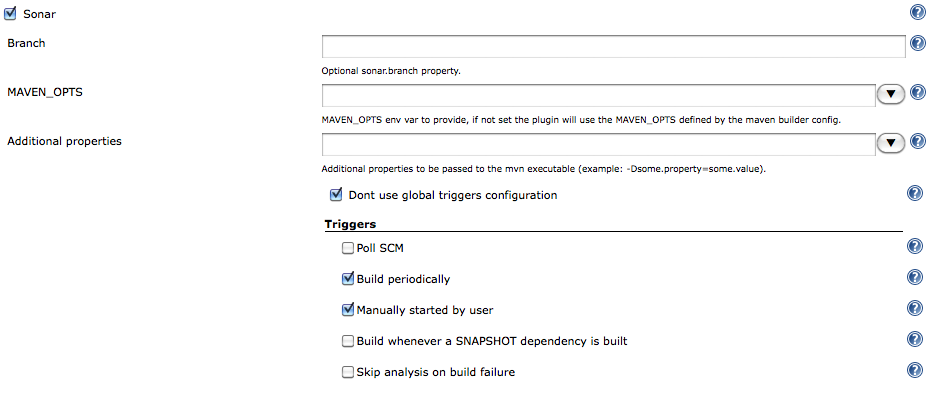 Sonar
Branch
Optional sonar.branch property.
MAVEN_OPTS
MAVEN_OPTS env var to provide, if not set the plugin will use the MAVEN_OPTS defined by the maven builder config.
Additional properties
Additional properties to be passed to the mvn executable (example: -Dsome.property=some.value).
Dont use global triggers configuration
Triggers
Poll SCM
Build periodically
Manually started by user
Build whenever a SNAPSHOT dependency is built
Skip analysis on build failure